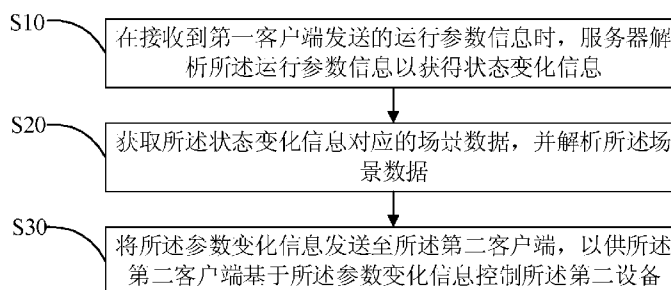 S10
在接收到第一客户端发送的运行参数信息时，服务器解
析所述运行参数信息以获得状态变化信息
S20
获取所述状态变化信息对应的场景数据，并解析所述场
景数据
S30
将所述参数变化信息发送至所述第二客户端，以供所述
第二客户端基于所述参数变化信息控制所述第二设备